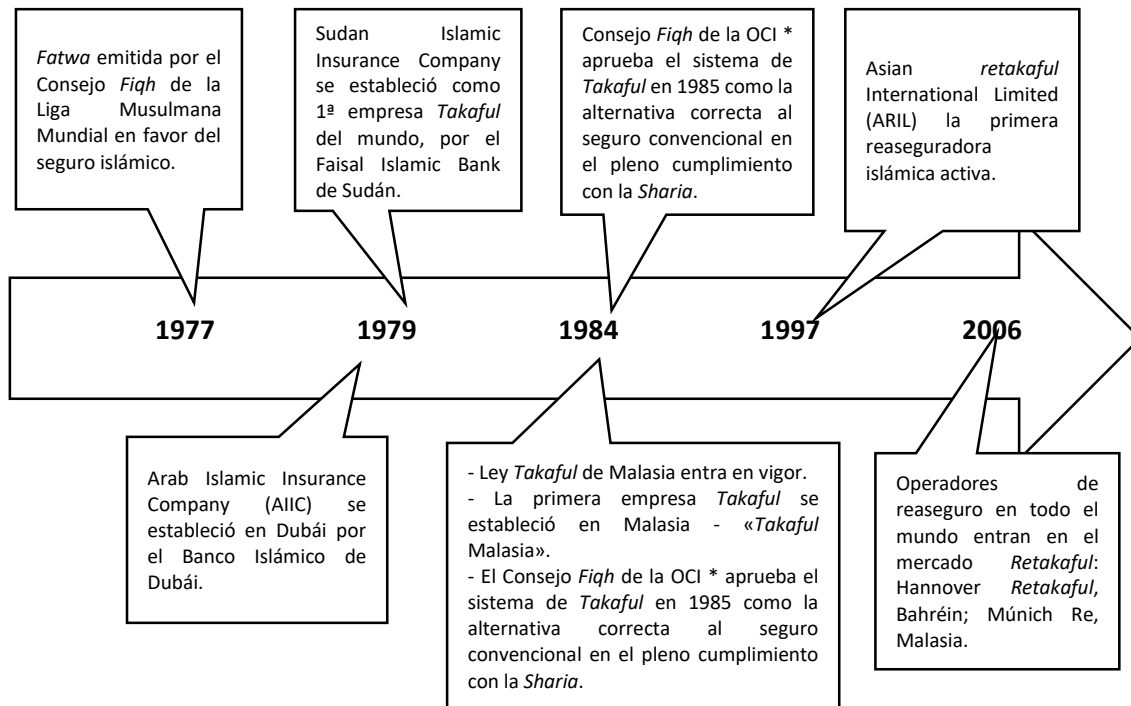 Fatwa emitida por el
Consejo Fiqh de la
Liga Musulmana
Mundial en favor del
seguro islámico.
Sudan Islamic
Insurance Company
se estableció como
1ª empresa Takaful
del mundo, por el
Faisal Islamic Bank
de Sudán.
Consejo Fiqh de la OCI *
aprueba el sistema de
Takaful en 1985 como la
alternativa correcta al
seguro convencional en
el pleno cumplimiento
con la Sharia.
Asian retakaful
International Limited
(ARIL) la primera
reaseguradora
islámica activa.
1977 1979 1984 1997 2006
Arab Islamic Insurance
Company (AIIC) se
estableció en Dubái por
el Banco Islámico de
Dubái.
- Ley Takaful de Malasia entra en vigor.
- La primera empresa Takaful se
estableció en Malasia - «Takaful
Malasia».
- El Consejo Fiqh de la OCI * aprueba el
sistema de Takaful en 1985 como la
alternativa correcta al seguro
convencional en el pleno cumplimiento
con la Sharia.
Operadores de
reaseguro en todo el
mundo entran en el
mercado Retakaful:
Hannover Retakaful,
Bahréin; Múnich Re,
Malasia.